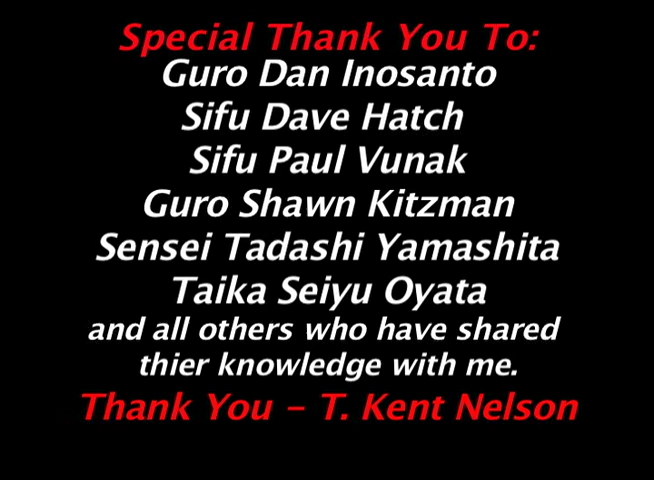 Special Thank You To:
Guro Dan Inosanto
Sifu Dave Hatch
Sifu Paul Vunak
Guro Shawn Kitzman
Sensei Tadashi Yamashita
Taika Seiyu Oyata
and all others who have shared
thier knowledge with me.
Thank You - T. Kent Nelson